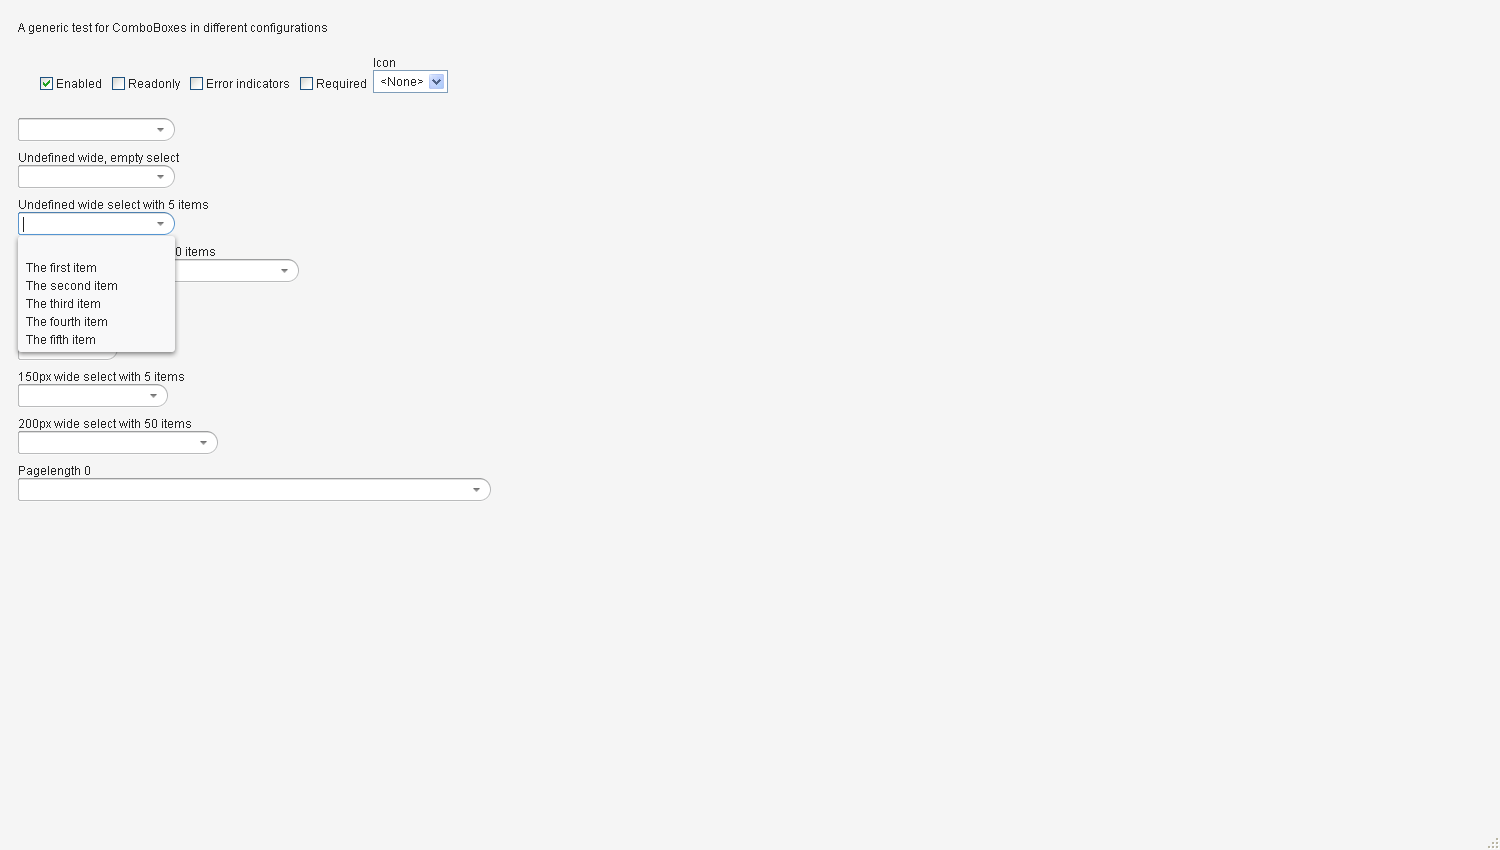 A generic test for ComboBoxes in different configurations
Icon
Enabled Readonly Error indicators Required <None>
Undefined wide, empty select
Undefined wide select with 5 items
0 items
The first item
The second item
The third item
The fourth item
The fifth item
150px wide select with 5 items
200px wide select with 50 items
Pagelength 0